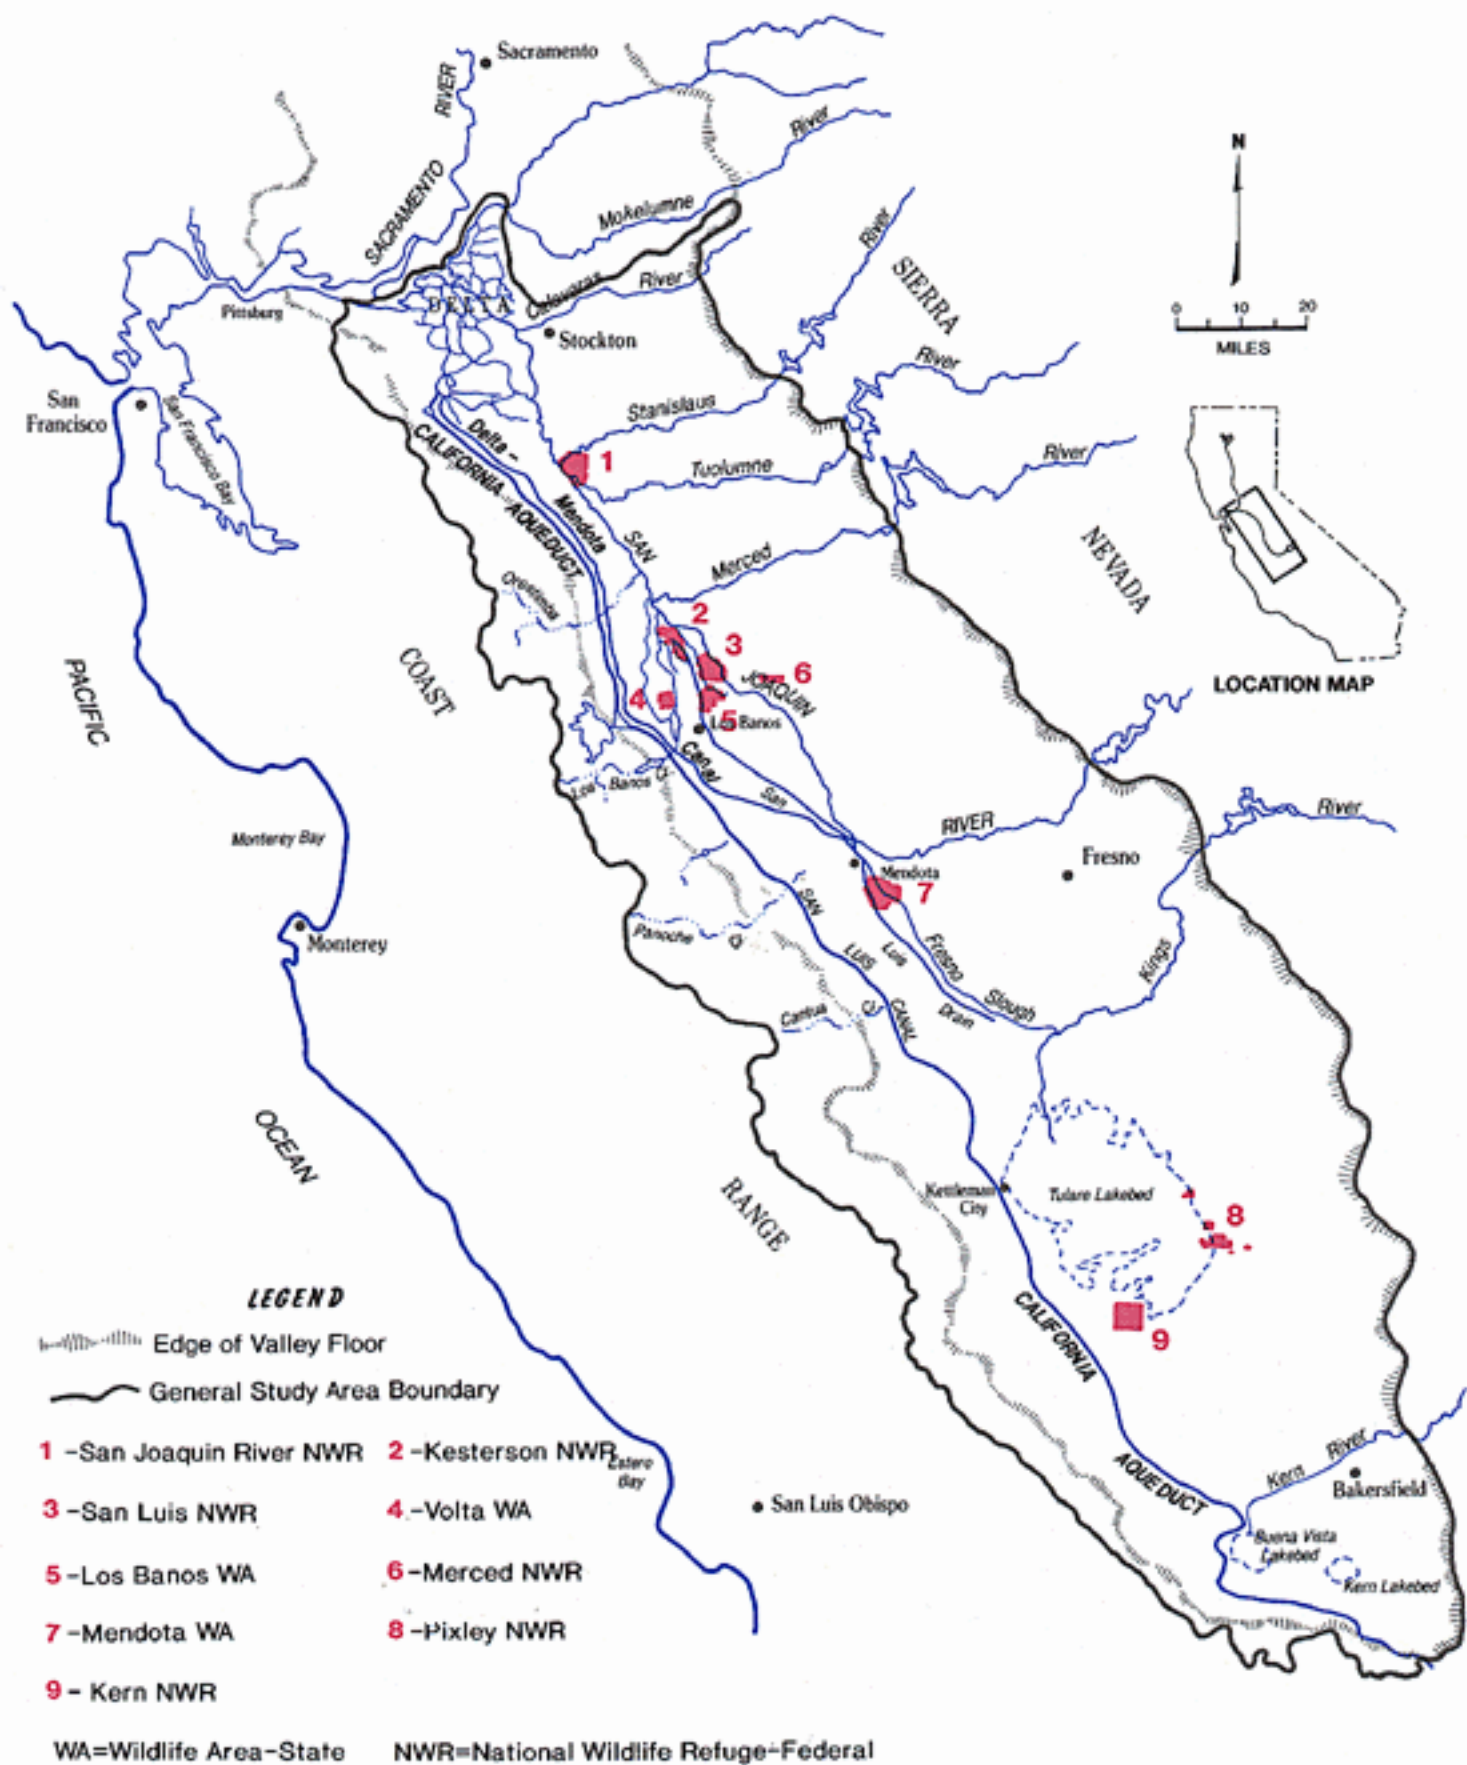 Sacramento
RIVER
SACRAMENTO
River
Mokelumne
N
River
SIERRA
Calaveras
River
Pittsburg
DELTA
Stockton
0 10 20
MILES
River
San
Francisco
San Francisco Bay
Stanislaus
CALIFORNIA
AQUEDUCT
Delta-
Mendota
1
Tuolumne
River
SAN
Merced
NEVADA
Orestimba
2
3
JOAQUIN
6
4
5
Los Banos
LOCATION MAP
PACIFIC
COAST
Canal
Los Banos Cr
San
RIVER
River
Monterey Bay
Fresno
Mendota
7
SAN
Monterey
Panoche Cr
LUIS
Luis
Fresno
Kings
Slough
Drain
CANAL
Cantua Cr
OCEAN
RANGE
Kettleman
City
Tulare Lakebed
8
9
CALIFORNIA
LEGEND
Edge of Valley Floor
General Study Area Boundary
1 -San Joaquin River NWR 2 -Kesterson NWR
Estero
Bay
3 -San Luis NWR 4 -Volta WA
San Luis Obispo
AQUEDUCT
Kern River
Bakersfield
Buena Vista
Lakebed
Kern Lakebed
5 -Los Banos WA 6 -Merced NWR
7 -Mendota WA 8 -Pixley NWR
9 - Kern NWR
WA=Wildlife Area-State NWR=National Wildlife Refuge-Federal